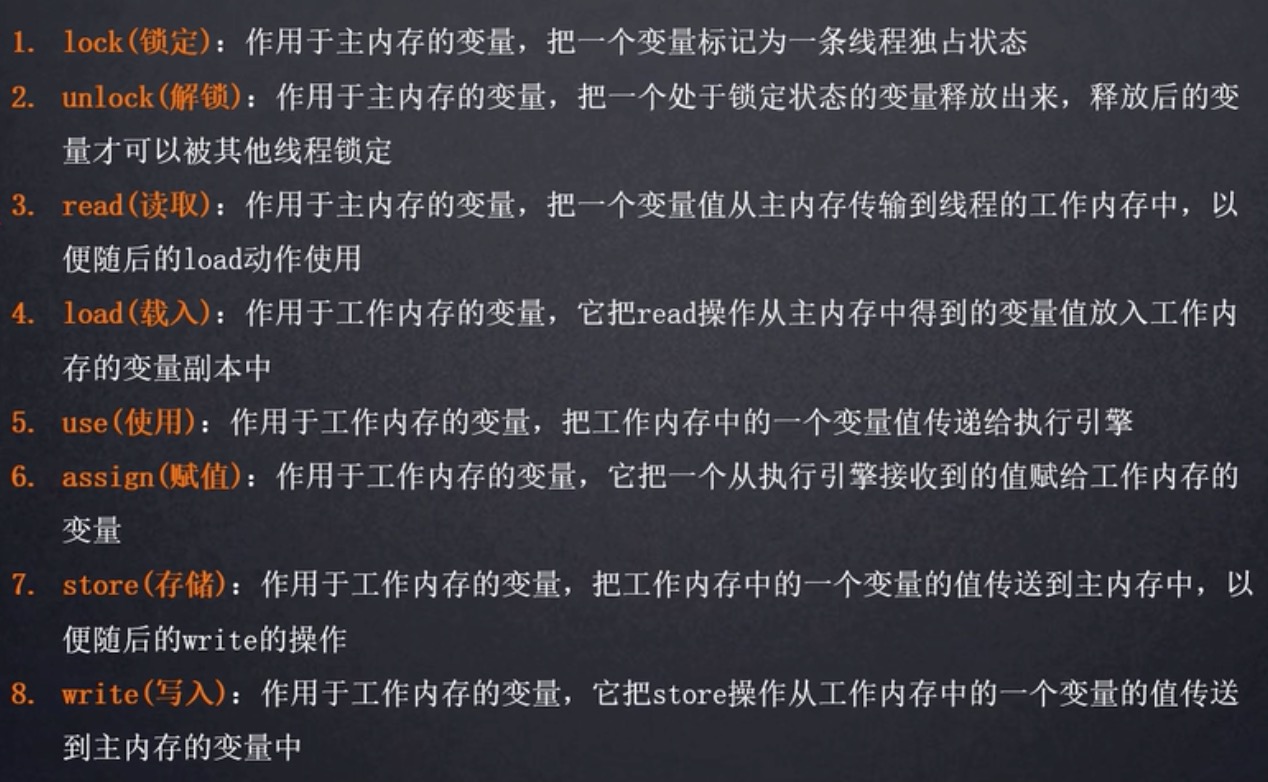 1. lock(锁定)：作用于主内存的变量，把一个变量标记为一条线程独占状态
2. unlock(解锁)：作用于主内存的变量，把一个处于锁定状态的变量释放出来，释放后的变
量才可以被其他线程锁定
3. read(读取)：作用于主内存的变量，把一个变量值从主内存传输到线程的工作内存中，以
便随后的load动作使用
4. load(载入)：作用于工作内存的变量，它把read操作从主内存中得到的变量值放入工作内
存的变量副本中
5. use(使用)：作用于工作内存的变量，把工作内存中的一个变量值传递给执行引擎
6. assign(赋值)：作用于工作内存的变量，它把一个从执行引擎接收到的值赋给工作内存的
变量
7. store(存储)：作用于工作内存的变量，把工作内存中的一个变量的值传送到主内存中，以
便随后的write的操作
8. write(写入)：作用于工作内存的变量，它把store操作从工作内存中的一个变量的值传送
到主内存的变量中